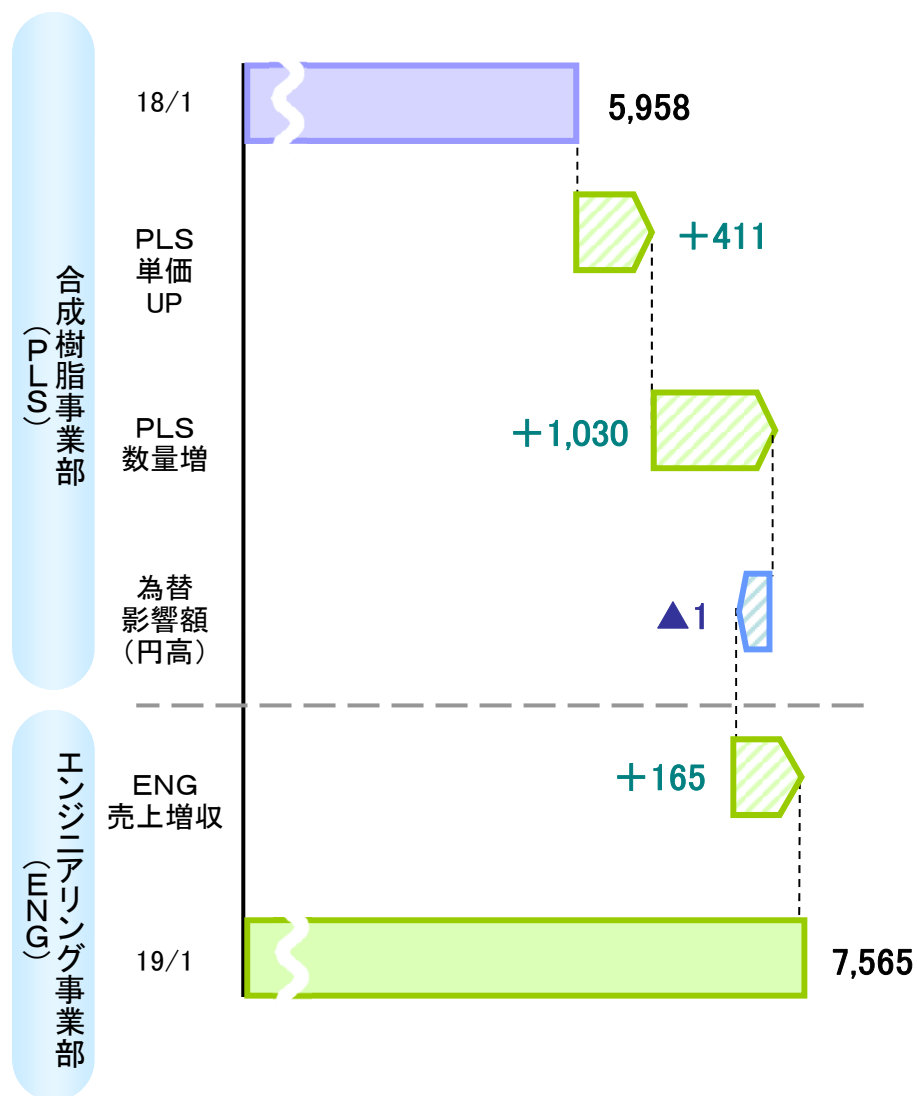 合成樹脂事業部
（PLS）
18/1
5,958
PLS
単価
UP
＋411
PLS
数量増
＋1,030
為替
影響額
（円高）
▲1
エンジニアリング事業部
（ENG）
ENG
売上増収
＋165
19/1
7,565